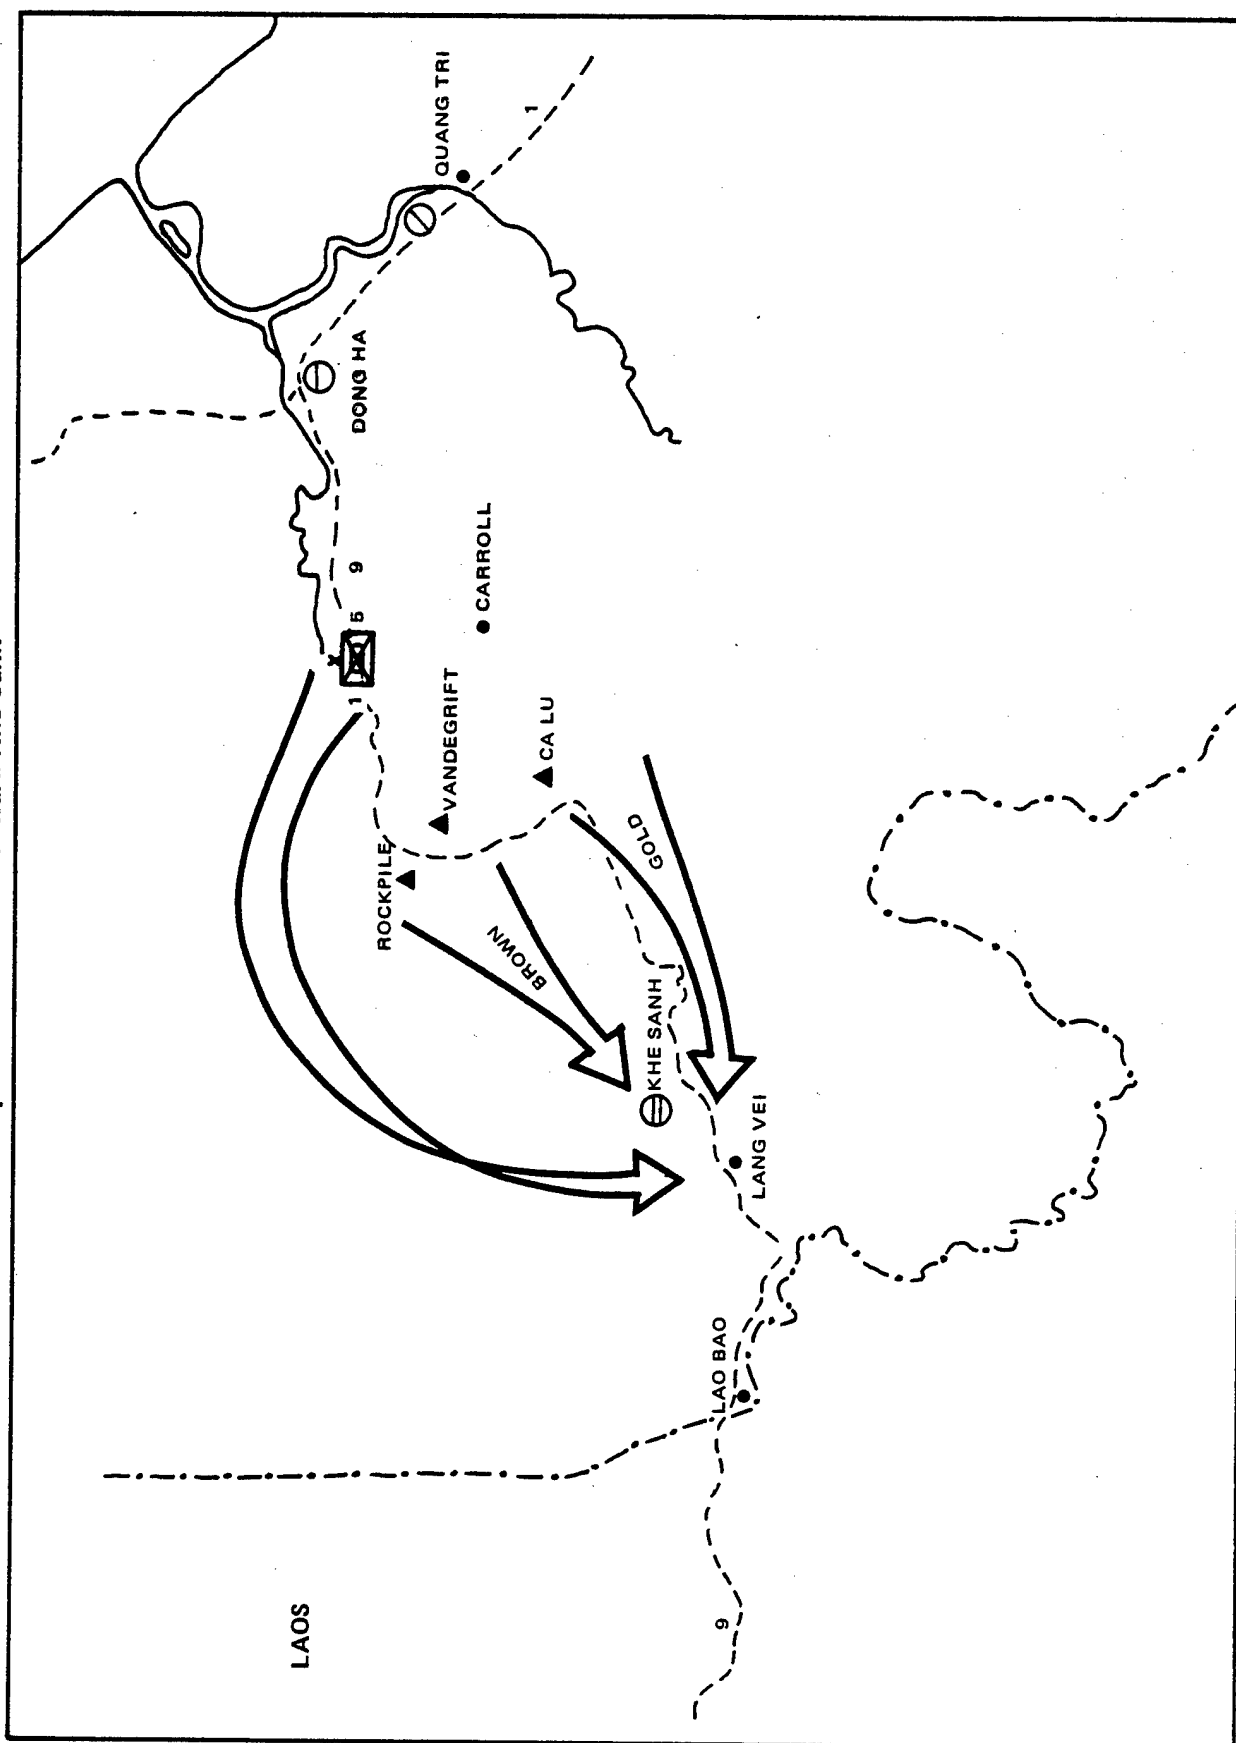 LAOS
X
1 5
9
DONG HA
ROCKPILE
QUANG TRI
VANDEGRIFT
CARROLL
BROWN
1
CA LU
GOLD
KHE SANH
9
LAO BAO
LANG VEI